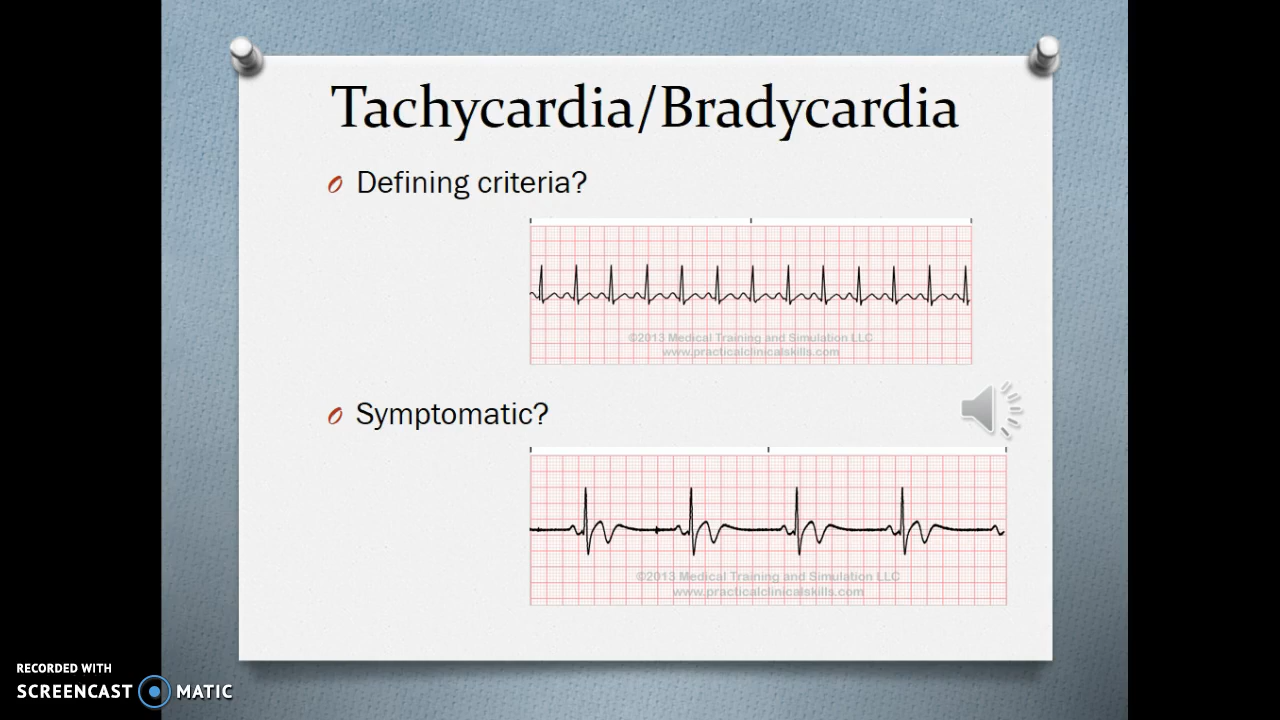 Tachycardia/Bradycardia
Defining criteria?
©2013 Medical Training and Simulation LLC
www.practicalclinicalskills.com
Symptomatic?
©2013 Medical Training and Simulation LLC
www.practicalclinicalskills.com
RECORDED WITH
SCREENCAST MATIC